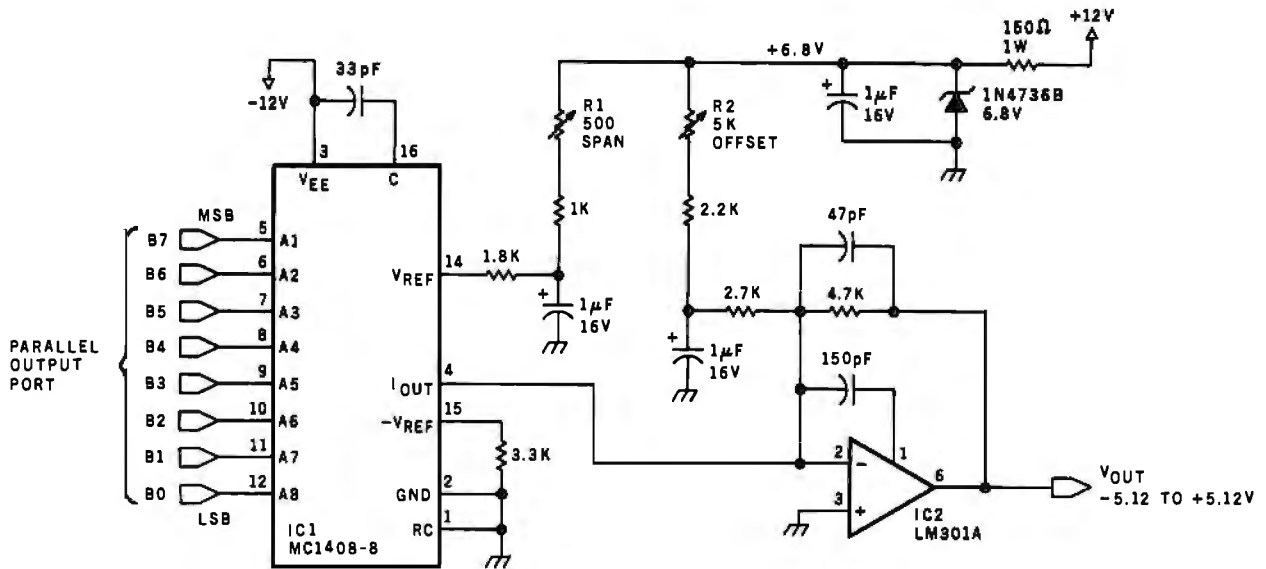 +12V
150Ω
1W
+6.8V
33pF
-12V
+
1µF
16V
1N4736B
6.8V
R1
500
SPAN
R2
5K
OFFSET
3
16
VEE
C
1K
2.2K
47pF
MSB
B7
5
A1
B6
6
A2
B5
7
A3
B4
8
A4
B3
9
A5
B2
10
A6
B1
11
A7
B0
12
A8
LSB
PARALLEL
OUTPUT
PORT
VREF
14
1.8K
+
1µF
16V
2.7K
4.7K
+
1µF
16V
150pF
IOUT
4
-VREF
15
3.3K
GND
2
RC
1
IC1
MC1408-8
2
-
1
3
+
6
IC2
LM301A
VOUT
-5.12 TO +5.12V